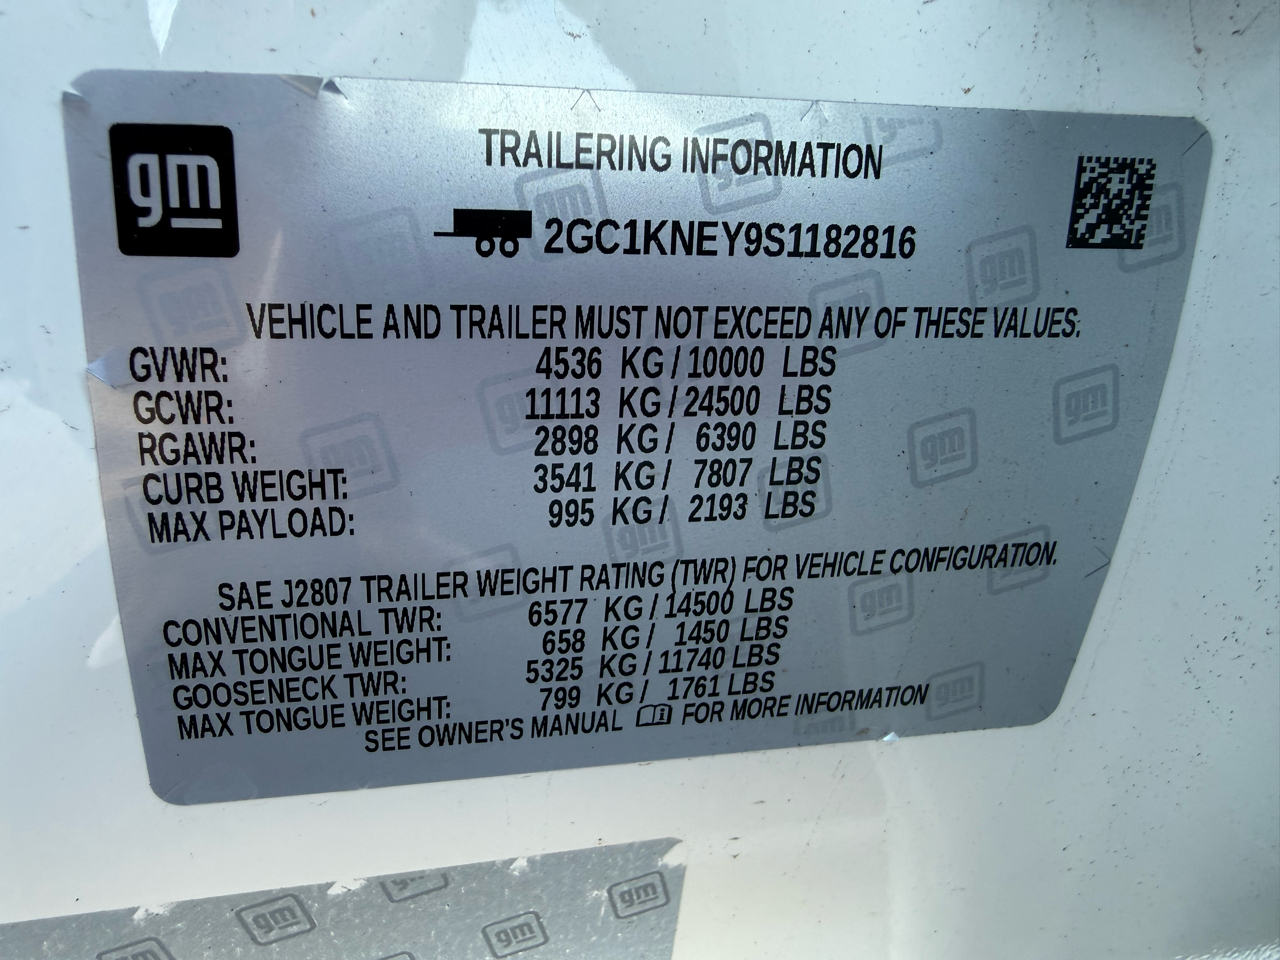 gm
TRAILERING INFORMATION
2GC1KNEY9S1182816
VEHICLE AND TRAILER MUST NOT EXCEED ANY OF THESE VALUES.
GVWR: 4536 KG / 10000 LBS
GCWR: 11113 KG / 24500 LBS
RGAWR: 2898 KG / 6390 LBS
CURB WEIGHT: 3541 KG / 7807 LBS
MAX PAYLOAD: 995 KG / 2193 LBS
SAE J2807 TRAILER WEIGHT RATING (TWR) FOR VEHICLE CONFIGURATION.
CONVENTIONAL TWR: 6577 KG / 14500 LBS
MAX TONGUE WEIGHT: 658 KG / 1450 LBS
GOOSENECK TWR: 5325 KG / 11740 LBS
MAX TONGUE WEIGHT: 799 KG / 1761 LBS
SEE OWNER'S MANUAL FOR MORE INFORMATION
gm
gm
gm
gm